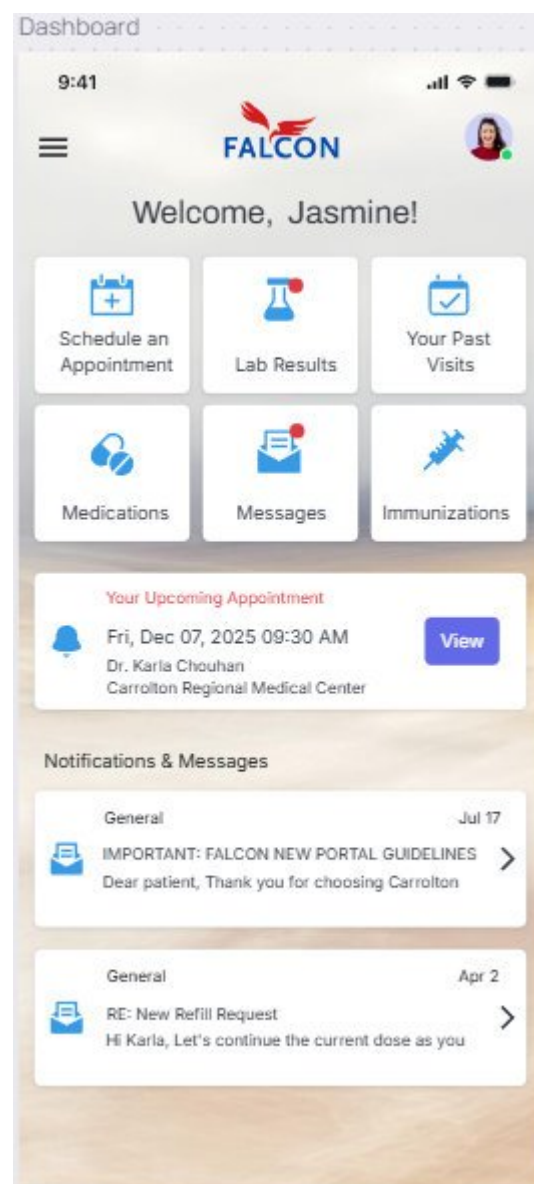 Dashboard
9:41
FALCON
Welcome, Jasmine!
Schedule an
Appointment
Lab Results
Your Past
Visits
Medications
Messages
Immunizations
Your Upcoming Appointment
Fri, Dec 07, 2025 09:30 AM
Dr. Karla Chouhan
Carrolton Regional Medical Center
View
Notifications & Messages
General
Jul 17
IMPORTANT: FALCON NEW PORTAL GUIDELINES
Dear patient, Thank you for choosing Carrolton
General
Apr 2
RE: New Refill Request
Hi Karla, Let's continue the current dose as you